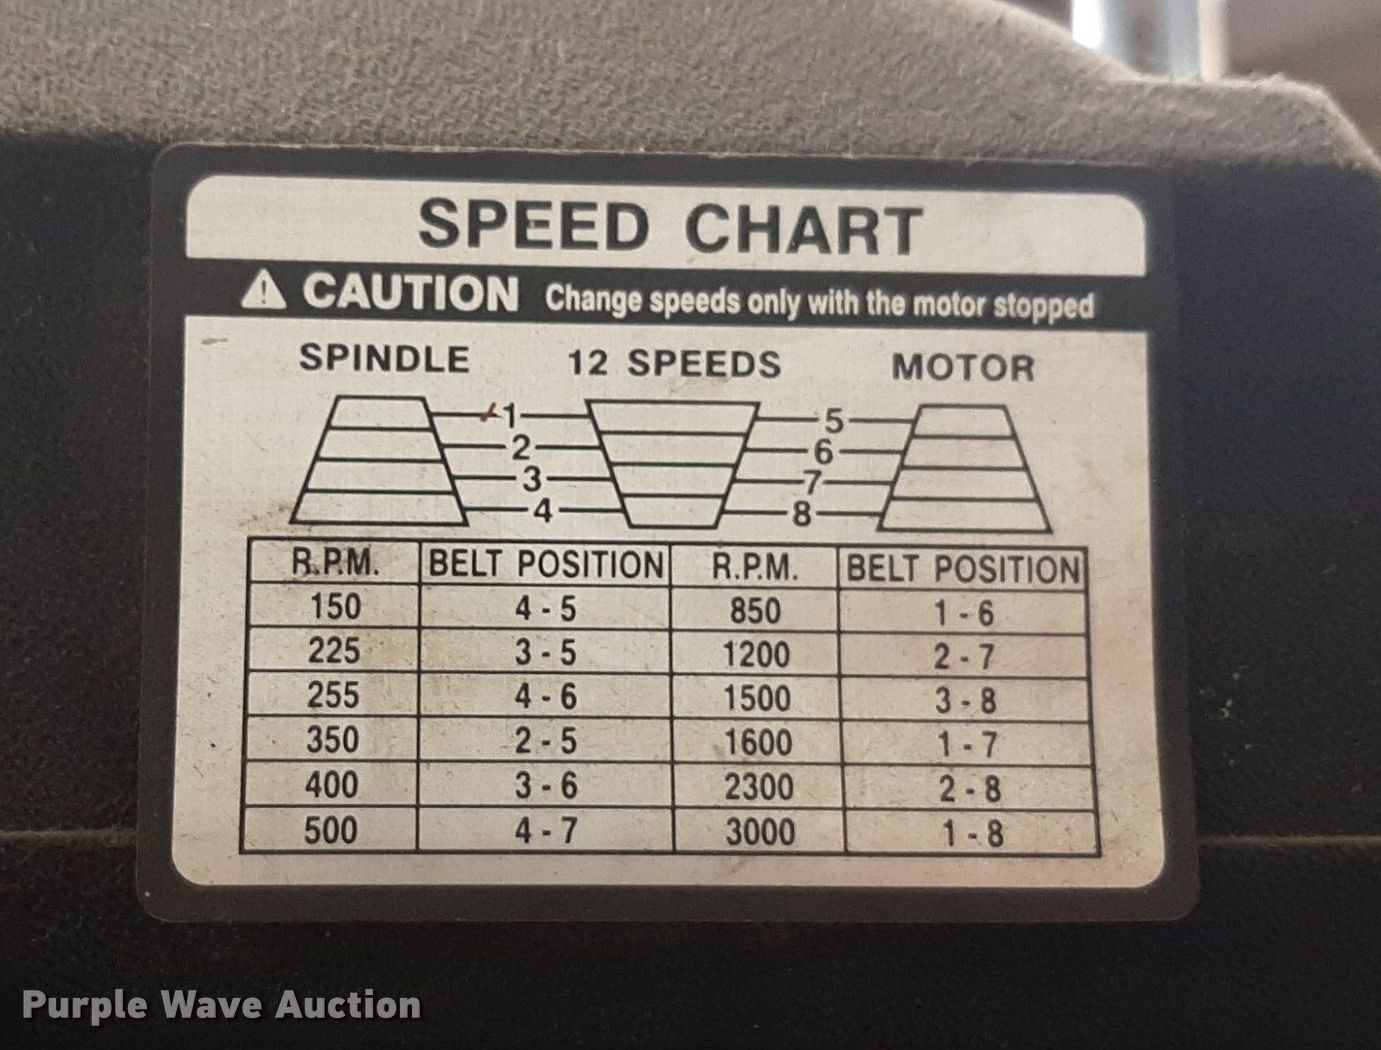 SPEED CHART
⚠ CAUTION Change speeds only with the motor stopped
SPINDLE 12 SPEEDS MOTOR
1 5
2 6
3 7
4 8
R.P.M. BELT POSITION R.P.M. BELT POSITION
150 4 - 5 850 1 - 6
225 3 - 5 1200 2 - 7
255 4 - 6 1500 3 - 8
350 2 - 5 1600 1 - 7
400 3 - 6 2300 2 - 8
500 4 - 7 3000 1 - 8
Purple Wave Auction